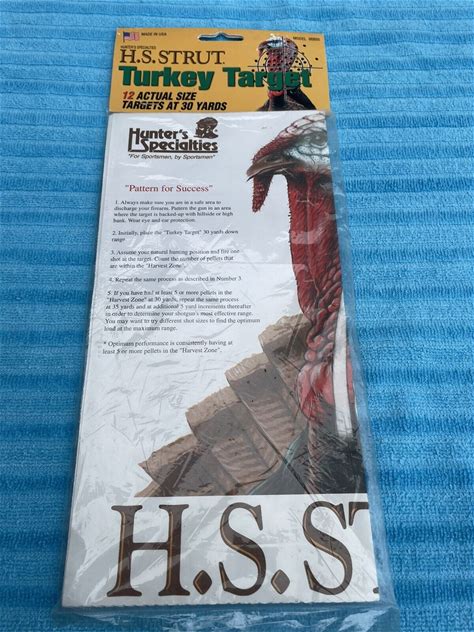 MADE IN USA
HUNTER'S SPECIALTIES
H.S. STRUT
Turkey Target
12 ACTUAL SIZE
TARGETS AT 30 YARDS
Hunter's
Specialties
"For Sportsmen, by Sportsmen"
"Pattern for Success"
1. Always make sure you are in a safe area to
discharge your firearm. Pattern the gun in an area
where the target is backed-up with hillside or high
bank. Wear eye and ear protection.
2. Initially, place the "Turkey Target" 30 yards down
range
3. Assume your natural hunting position and fire one
shot at the target. Count the number of pellets that
are within the "Harvest Zone"
4. Repeat the same process as described in Number 3.
5. If you have hit at least 5 or more pellets in the
"Harvest Zone" at 30 yards, repeat the same process
at 35 yards and at additional 5 yard increments thereafter
in order to determine your shotgun's most effective range.
You may want to try different shot sizes to find the optimum
load at the maximum range.
* Optimum performance is consistently having at
least 5 or more pellets in the "Harvest Zone".
H.S.ST